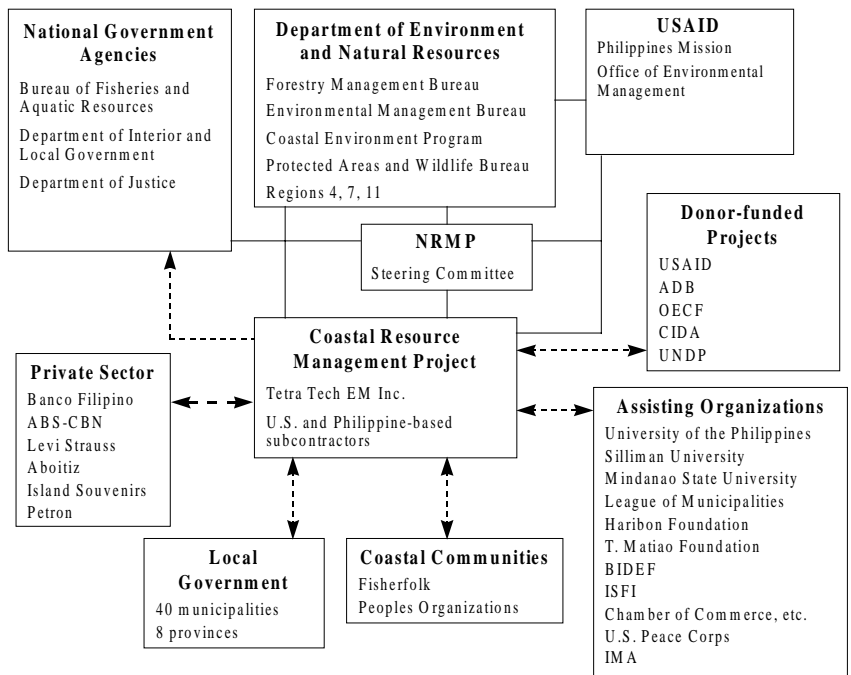 National Government
Agencies
Bureau of Fisheries and
Aquatic Resources
Department of Interior and
Local Government
Department of Justice
Department of Environment
and Natural Resources
Forestry Management Bureau
Environmental Management Bureau
Coastal Environment Program
Protected Areas and Wildlife Bureau
Regions 4, 7, 11
USAID
Philippines Mission
Office of Environmental
Management
NRMP
Steering Committee
Donor-funded
Projects
USAID
ADB
OECF
CIDA
UNDP
Coastal Resource
Management Project
Tetra Tech EM Inc.
U.S. and Philippine-based
subcontractors
Private Sector
Banco Filipino
ABS-CBN
Levi Strauss
Aboitiz
Island Souvenirs
Petron
Assisting Organizations
University of the Philippines
Silliman University
Mindanao State University
League of Municipalities
Haribon Foundation
T. Matiao Foundation
BIDEF
ISFI
Chamber of Commerce, etc.
U.S. Peace Corps
IMA
Local
Government
40 municipalities
8 provinces
Coastal Communities
Fisherfolk
Peoples Organizations